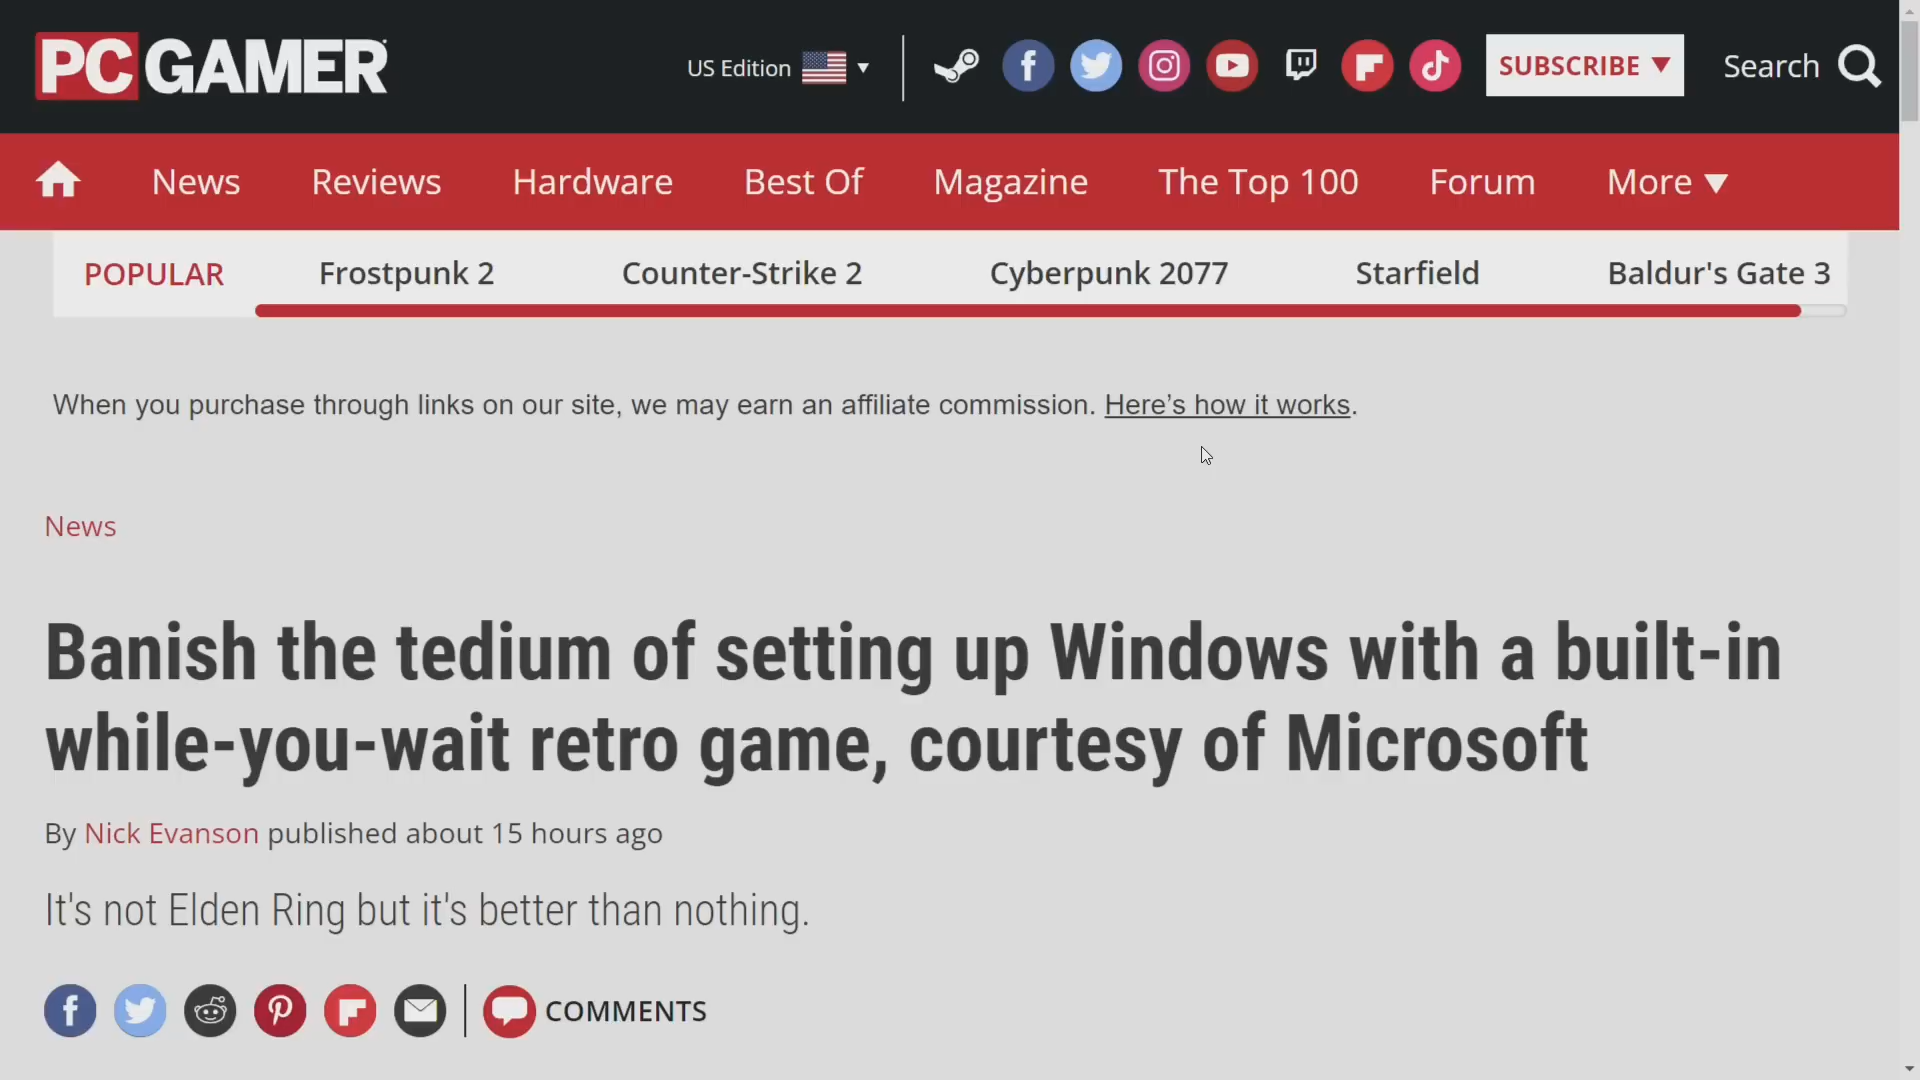 PC GAMER
US Edition
SUBSCRIBE
Search
News Reviews Hardware Best Of Magazine The Top 100 Forum More
POPULAR Frostpunk 2 Counter-Strike 2 Cyberpunk 2077 Starfield Baldur's Gate 3
When you purchase through links on our site, we may earn an affiliate commission. Here’s how it works.
News
Banish the tedium of setting up Windows with a built-in
while-you-wait retro game, courtesy of Microsoft
By Nick Evanson published about 15 hours ago
It's not Elden Ring but it's better than nothing.
COMMENTS